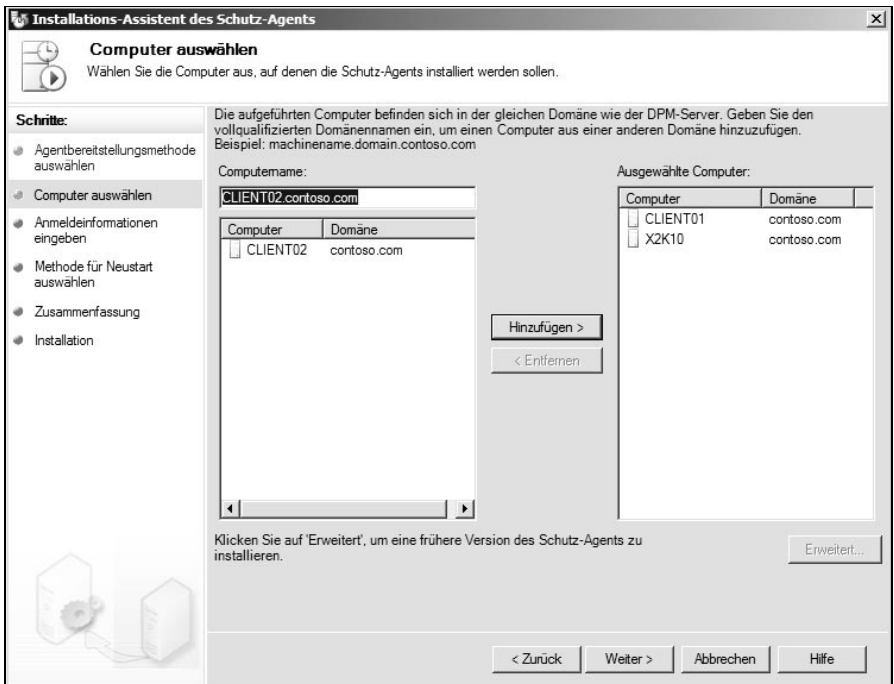 Installations-Assistent des Schutz-Agents
Computer auswählen
Wählen Sie die Computer aus, auf denen die Schutz-Agents installiert werden sollen.
Schritte:
Agentbereitstellungsmethode
auswählen
Computer auswählen
Anmeldeinformationen
eingeben
Methode für Neustart
auswählen
Zusammenfassung
Installation
Die aufgeführten Computer befinden sich in der gleichen Domäne wie der DPM-Server. Geben Sie den
vollqualifizierten Domänennamen ein, um einen Computer aus einer anderen Domäne hinzuzufügen.
Beispiel: machinename.domain.contoso.com
Computername:
CLIENT02.contoso.com
Computer Domäne
CLIENT02 contoso.com
Hinzufügen >
< Entfernen
Ausgewählte Computer:
Computer Domäne
CLIENT01 contoso.com
X2K10 contoso.com
Klicken Sie auf 'Erweitert', um eine frühere Version des Schutz-Agents zu
installieren.
Erweitert...
< Zurück
Weiter >
Abbrechen
Hilfe